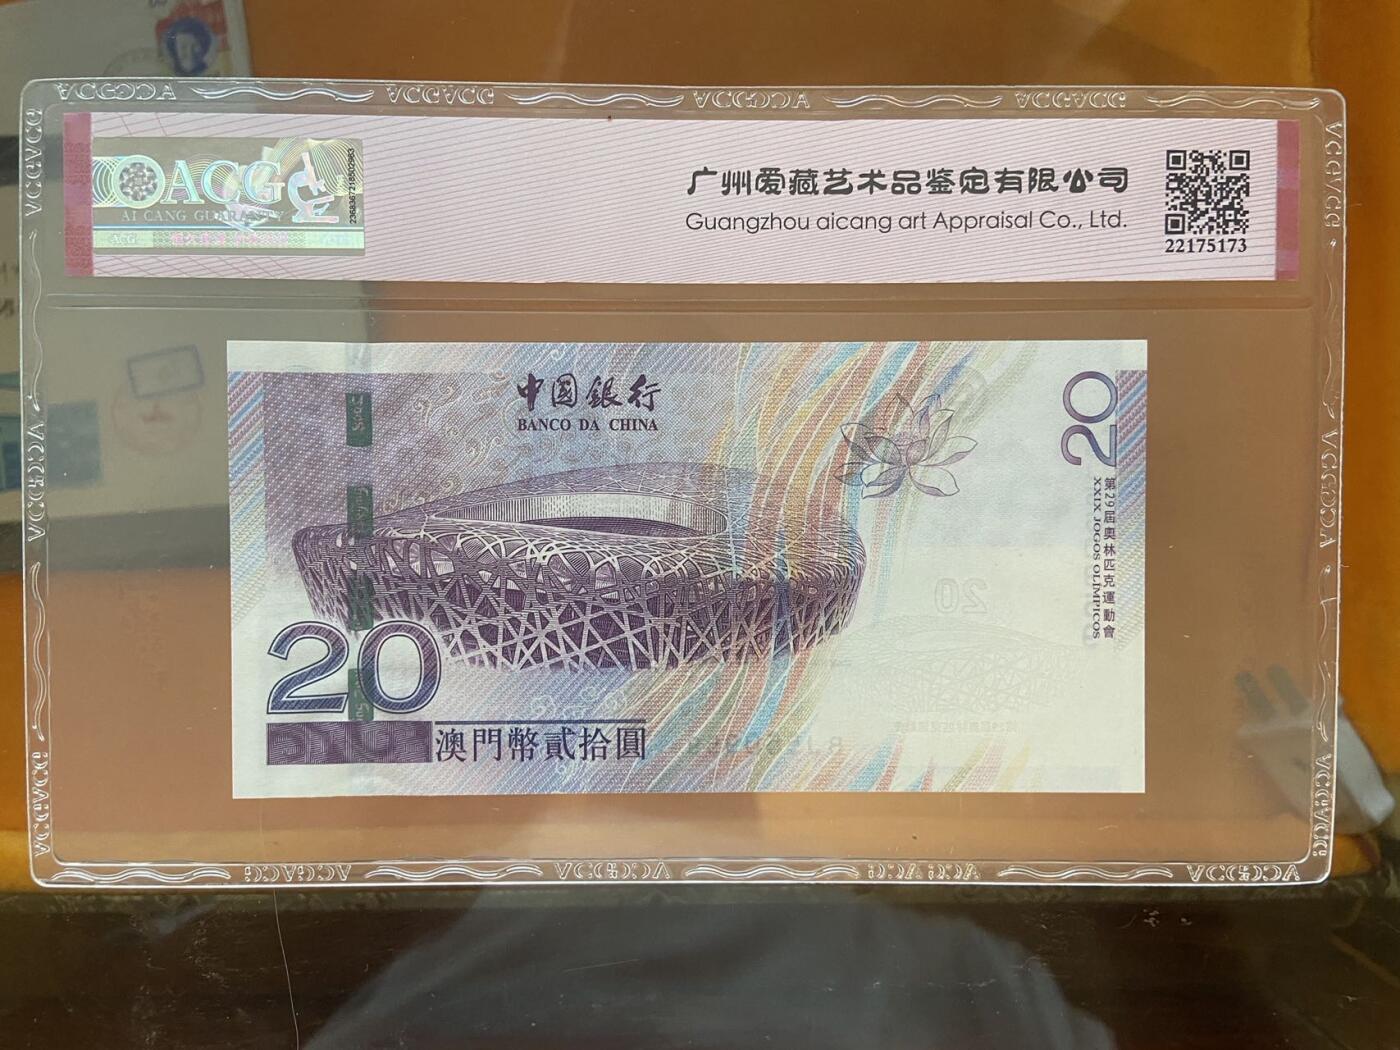 ACG
AI CANG GUARANTY
ACG
广州爱藏艺术品鉴定有限公司
Guangzhou aicang art Appraisal Co., Ltd.
22175173
中國銀行
BANCO DA CHINA
20
第29屆奧林匹克運動會
XXIX JOGOS OLÍMPICOS
20
20
澳門幣貳拾圓